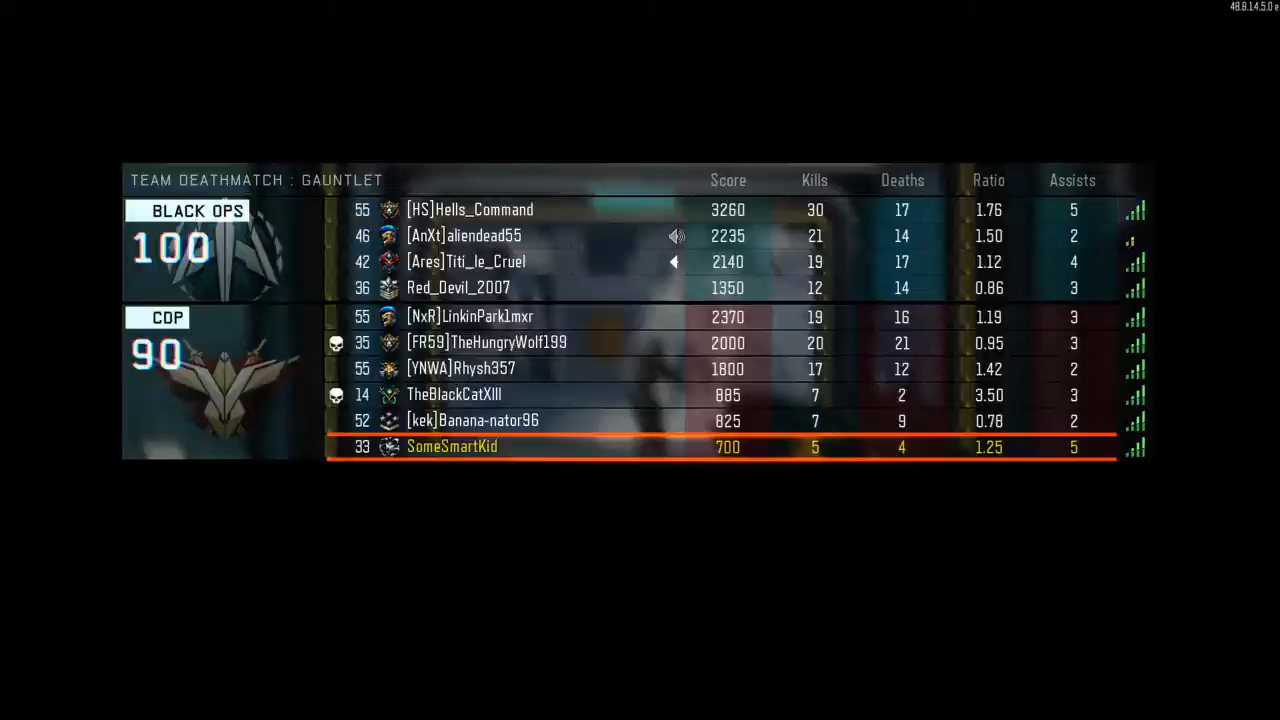 48.8.14.5.0 e
TEAM DEATHMATCH : GAUNTLET Score Kills Deaths Ratio Assists
BLACK OPS
100
55 [HS]Hells_Command 3260 30 17 1.76 5
46 [AnXt]aliendead55 2235 21 14 1.50 2
42 [Ares]Titi_le_Cruel 2140 19 17 1.12 4
36 Red_Devil_2007 1350 12 14 0.86 3
CDP
90
55 [NxR]LinkinPark1mxr 2370 19 16 1.19 3
35 [FR59]TheHungryWolf199 2000 20 21 0.95 3
55 [YNWA]Rhysh357 1800 17 12 1.42 2
14 TheBlackCatXIII 885 7 2 3.50 3
52 [kek]Banana-nator96 825 7 9 0.78 2
33 SomeSmartKid 700 5 4 1.25 5